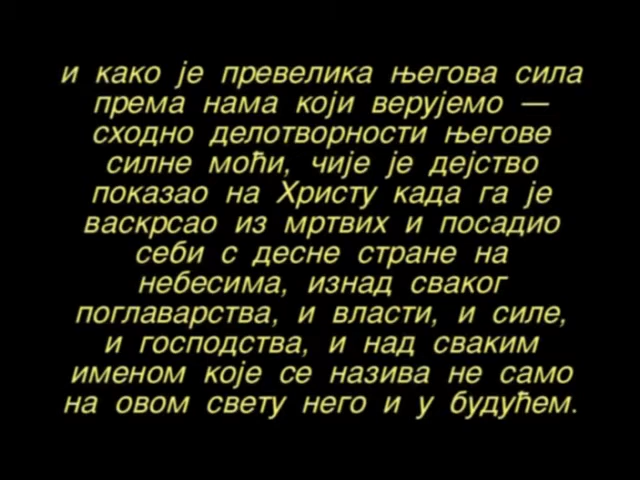 и како је превелика његова сила
према нама који верујемо —
сходно делотворности његове
силне моћи, чије је дејство
показао на Христу када га је
васкрсао из мртвих и посадио
себи с десне стране на
небесима, изнад сваког
поглаварства, и власти, и силе,
и господства, и над сваким
именом које се назива не само
на овом свету него и у будућем.